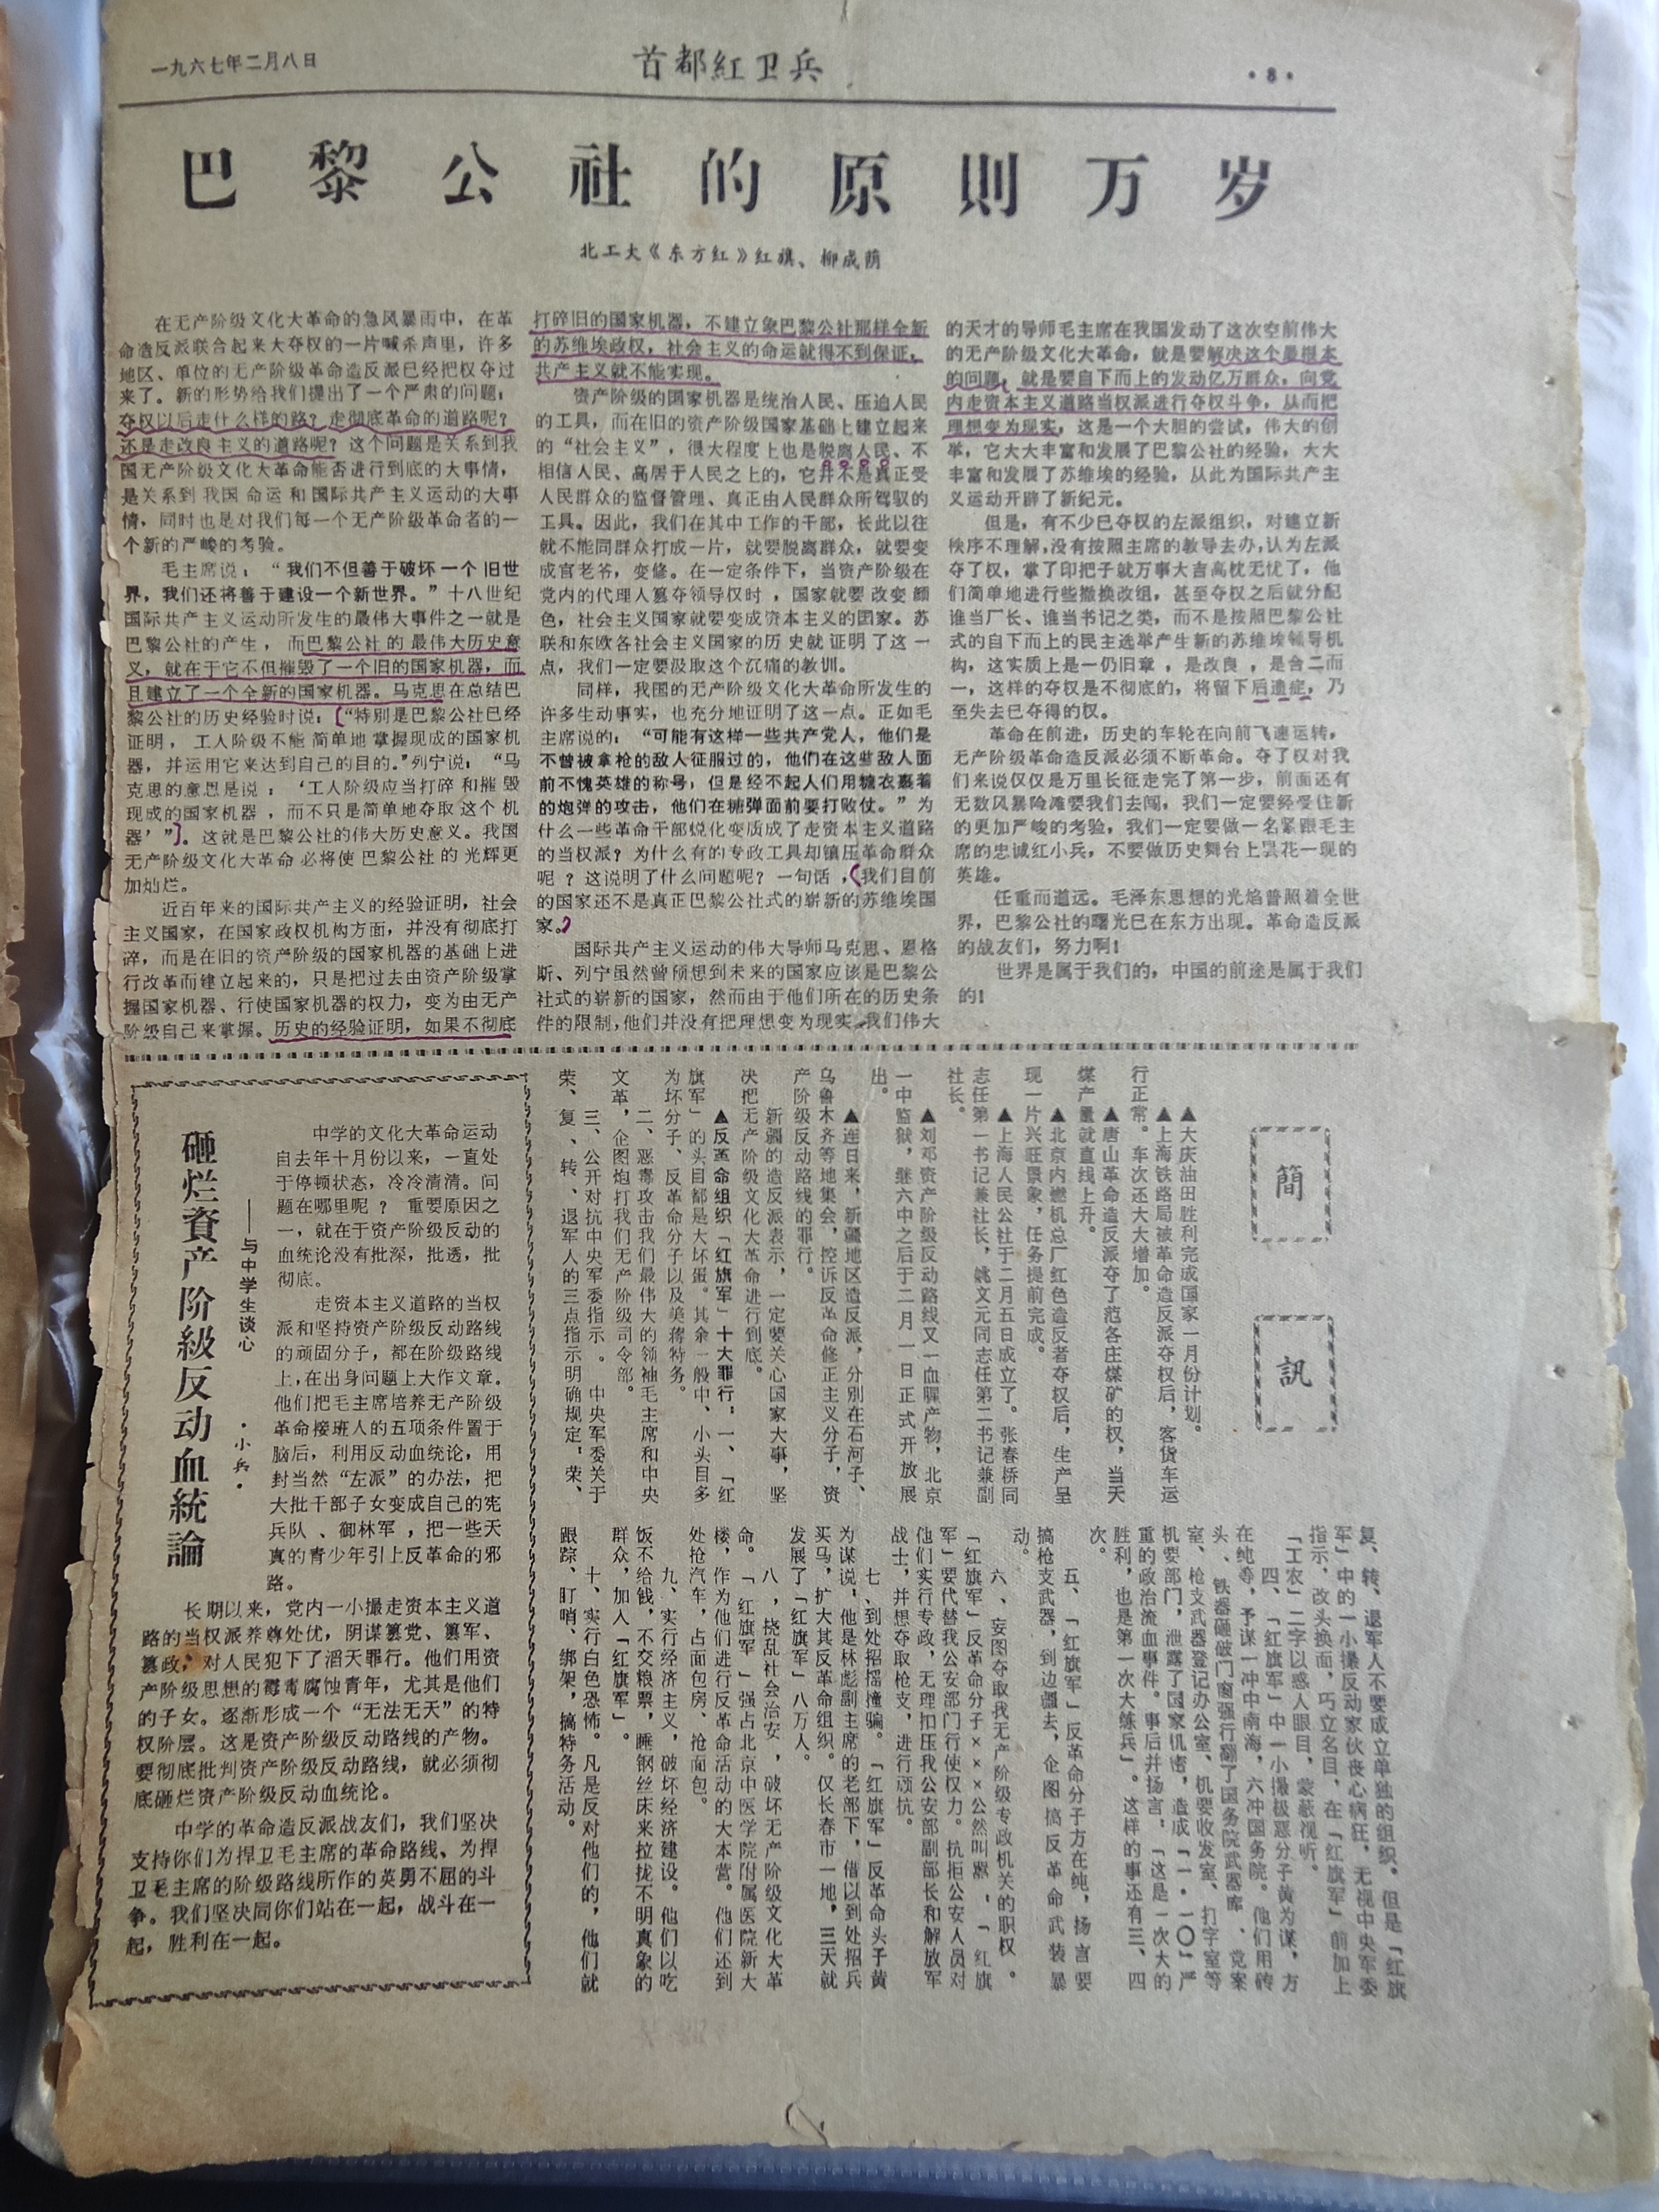 一九六七年二月八日
首都紅卫兵
·8·
巴黎公社的原则万岁
北工大《东方红》红旗、柳成荫
在无产阶级文化大革命的急风暴雨中，在革
命造反派联合起来大夺权的一片喊杀声里，许多
地区、单位的无产阶级革命造反派已经把权夺过
来了。新的形势给我们提出了一个严肃的问题：
夺权以后走什么样的路？走彻底革命的道路呢？
还是走改良主义的道路呢？这个问题是关系到我
国无产阶级文化大革命能否进行到底的大事情，
是关系到我国命运和国际共产主义运动的大事
情，同时也是对我们每一个无产阶级革命者的一
个新的严峻的考验。
毛主席说：“我们不但善于破坏一个旧世
界，我们还将善于建设一个新世界。”十八世纪
国际共产主义运动所发生的最伟大事件之一就是
巴黎公社的产生，而巴黎公社的最伟大历史意
义，就在于它不但摧毁了一个旧的国家机器，而
且建立了一个全新的国家机器。马克思在总结巴
黎公社的历史经验时说：“特别是巴黎公社已经
证明，工人阶级不能简单地掌握现成的国家机
器，并运用它来达到自己的目的。”列宁说：“马
克思的意思是说：‘工人阶级应当打碎和摧毁
现成的国家机器，而不只是简单地夺取这个机
器’”。这就是巴黎公社的伟大历史意义。我国
无产阶级文化大革命必将使巴黎公社的光辉更
加灿烂。
近百年来的国际共产主义的经验证明，社会
主义国家，在国家政权机构方面，并没有彻底打
碎，而是在旧的资产阶级的国家机器的基础上进
行改革而建立起来的，只是把过去由资产阶级掌
握国家机器、行使国家机器的权力，变为由无产
阶级自己来掌握。历史的经验证明，如果不彻底
打碎旧的国家机器，不建立象巴黎公社那样全新
的苏维埃政权，社会主义的命运就得不到保证，
共产主义就不能实现。
资产阶级的国家机器是统治人民、压迫人民
的工具，而在旧的资产阶级国家基础上建立起来
的“社会主义”，很大程度上也是脱离人民、不
相信人民、高居于人民之上的，它并不是真正受
人民群众的监督管理、真正由人民群众所驾驭的
工具。因此，我们在其中工作的干部，长此以往
就不能同群众打成一片，就要脱离群众，就要变
成官老爷，变修。在一定条件下，当资产阶级在
党内的代理人篡夺领导权时，国家就要改变颜
色，社会主义国家就要变成资本主义的国家。苏
联和东欧各社会主义国家的历史就证明了这一
点，我们一定要汲取这个沉痛的教训。
同样，我国的无产阶级文化大革命所发生的
许多生动事实，也充分地证明了这一点。正如毛
主席说的：“可能有这样一些共产党人，他们是
不曾被拿枪的敌人征服过的，他们在这些敌人面
前不愧英雄的称号；但是经不起人们用糖衣裹着
的炮弹的攻击，他们在糖弹面前要打败仗。”为
什么一些革命干部蜕化变质成了走资本主义道路
的当权派？为什么有的专政工具却镇压革命群众
呢？这说明了什么问题呢？一句话，我们目前
的国家还不是真正巴黎公社式的崭新的苏维埃国
家。
国际共产主义运动的伟大导师马克思、恩格
斯、列宁虽然曾预想到未来的国家应该是巴黎公
社式的崭新的国家，然而由于他们所在的历史条
件的限制，他们并没有把理想变为现实。我们伟大
的天才的导师毛主席在我国发动了这次空前伟大
的无产阶级文化大革命，就是要解决这个最根本
的问题，就是要自下而上的发动亿万群众，向党
内走资本主义道路当权派进行夺权斗争，从而把
理想变为现实，这是一个大胆的尝试，伟大的创
举，它大大丰富和发展了巴黎公社的经验，大大
丰富和发展了苏维埃的经验，从此为国际共产主
义运动开辟了新纪元。
但是，有不少已夺权的左派组织，对建立新
秩序不理解，没有按照主席的教导去办，认为左派
夺了权，掌了印把子就万事大吉高枕无忧了，他
们简单地进行些撤换改组，甚至夺权之后就分配
谁当厂长、谁当书记之类，而不是按照巴黎公社
式的自下而上的民主选举产生新的苏维埃领导机
构，这实质上是一仍旧章，是改良，是合二而
一，这样的夺权是不彻底的，将留下后遗症，乃
至失去已夺得的权。
革命在前进，历史的车轮在向前飞速运转，
无产阶级革命造反派必须不断革命。夺了权对我
们来说仅仅是万里长征走完了第一步，前面还有
无数风暴险滩要我们去闯，我们一定要经受住新
的更加严峻的考验，我们一定要做一名紧跟毛主
席的忠诚红小兵，不要做历史舞台上昙花一现的
英雄。
任重而道远。毛泽东思想的光焰普照着全世
界，巴黎公社的曙光已在东方出现。革命造反派
的战友们，努力啊！
世界是属于我们的，中国的前途是属于我们
的！
砸烂資产阶級反动血統論
——与中学生谈心
·小兵·
中学的文化大革命运动
自去年十月份以来，一直处
于停顿状态，冷冷清清。问
题在哪里呢？重要原因之
一，就在于资产阶级反动的
血统论没有批深，批透，批
彻底。
走资本主义道路的当权
派和坚持资产阶级反动路线
的顽固分子，都在阶级路线
上，在出身问题上大作文章。
他们把毛主席培养无产阶级
革命接班人的五项条件置于
脑后，利用反动血统论，用
封当然“左派”的办法，把
大批干部子女变成自己的宪
兵队、御林军，把一些天
真的青少年引上反革命的邪
路。
长期以来，党内一小撮走资本主义道
路的当权派养尊处优，阴谋篡党、篡军、
篡政，对人民犯下了滔天罪行。他们用资
产阶级思想的霉毒腐蚀青年，尤其是他们
的子女。逐渐形成一个“无法无天”的特
权阶层。这是资产阶级反动路线的产物。
要彻底批判资产阶级反动路线，就必须彻
底砸烂资产阶级反动血统论。
中学的革命造反派战友们，我们坚决
支持你们为捍卫毛主席的革命路线、为捍
卫毛主席的阶级路线所作的英勇不屈的斗
争。我们坚决同你们站在一起，战斗在一
起，胜利在一起。
簡訊
▲大庆油田胜利完成国家一月份计划。
▲上海铁路局被革命造反派夺权后，客货车运
行正常。车次还大大增加。
▲唐山革命造反派夺了范各庄煤矿的权，当天
煤产量就直线上升。
▲北京内燃机总厂红色造反者夺权后，生产呈
现一片兴旺景象，任务提前完成。
▲上海人民公社于二月五日成立了。张春桥同
志任第一书记兼社长，姚文元同志任第二书记兼副
社长。
▲刘邓资产阶级反动路线又一血腥产物，北京
一中监狱，继六中之后于二月一日正式开放展
出。
▲连日来，新疆地区造反派，分别在石河子、
乌鲁木齐等地集会，控诉反革命修正主义分子，资
产阶级反动路线的罪行。
新疆的造反派表示，一定要关心国家大事，坚
决把无产阶级文化大革命进行到底。
▲反革命组织「红旗军」十大罪行：一、「红
旗军」的头目都是大坏蛋。其余一般中、小头目多
为坏分子、反革命分子以及美蒋特务。
二、恶毒攻击我们最伟大的领袖毛主席和中央
文革，企图炮打我们无产阶级司令部。
三、公开对抗中央军委指示。中央军委关于
荣、复、转、退军人的三点指示明确规定：荣、
复、转、退军人不要成立单独的组织。但是「红旗
军」中的一小撮反动家伙丧心病狂，无视中央军委
指示，改头换面，巧立名目，在「红旗军」前加上
「工农」二字以惑人眼目，蒙蔽视听。
四、「红旗军」中一小撮极恶分子黄为谋，方
在纯等，予谋一冲中南海，六冲国务院。他们用砖
头、铁器砸破门窗强行翻了国务院武器库、党案
室、枪支武器登记办公室、机要收发室、打字室等
机要部门，泄露了国家机密，造成「一·一〇」严
重的政治流血事件。事后并扬言，「这是一次大的
胜利，也是第一次大练兵」。这样的事还有三、四
次。
五、「红旗军」反革命分子方在纯，扬言要
搞枪支武器，到边疆去，企图搞反革命武装暴
动。
六、妄图夺取我无产阶级专政机关的职权。
「红旗军」反革命分子×××公然叫嚣，「红旗
军」要代替我公安部门行使权力。抗拒公安人员对
他们实行专政，无理扣压我公安部副部长和解放军
战士，并想夺取枪支，进行顽抗。
七、到处招摇撞骗。「红旗军」反革命头子黄
为谋说：他是林彪副主席的老部下，借以到处招兵
买马，扩大其反革命组织。仅长春市一地，三天就
发展了「红旗军」八万人。
八、挠乱社会治安，破坏无产阶级文化大革
命。「红旗军」强占北京中医学院附属医院新大
楼，作为他们进行反革命活动的大本营。他们还到
处抢汽车，占面包房、抢面包。
九、实行经济主义，破坏经济建设。他们以吃
饭不给钱，不交粮票，睡钢丝床来拉拢不明真象的
群众，加入「红旗军」。
十、实行白色恐怖。凡是反对他们的，他们就
跟踪、盯哨、绑架，搞特务活动。